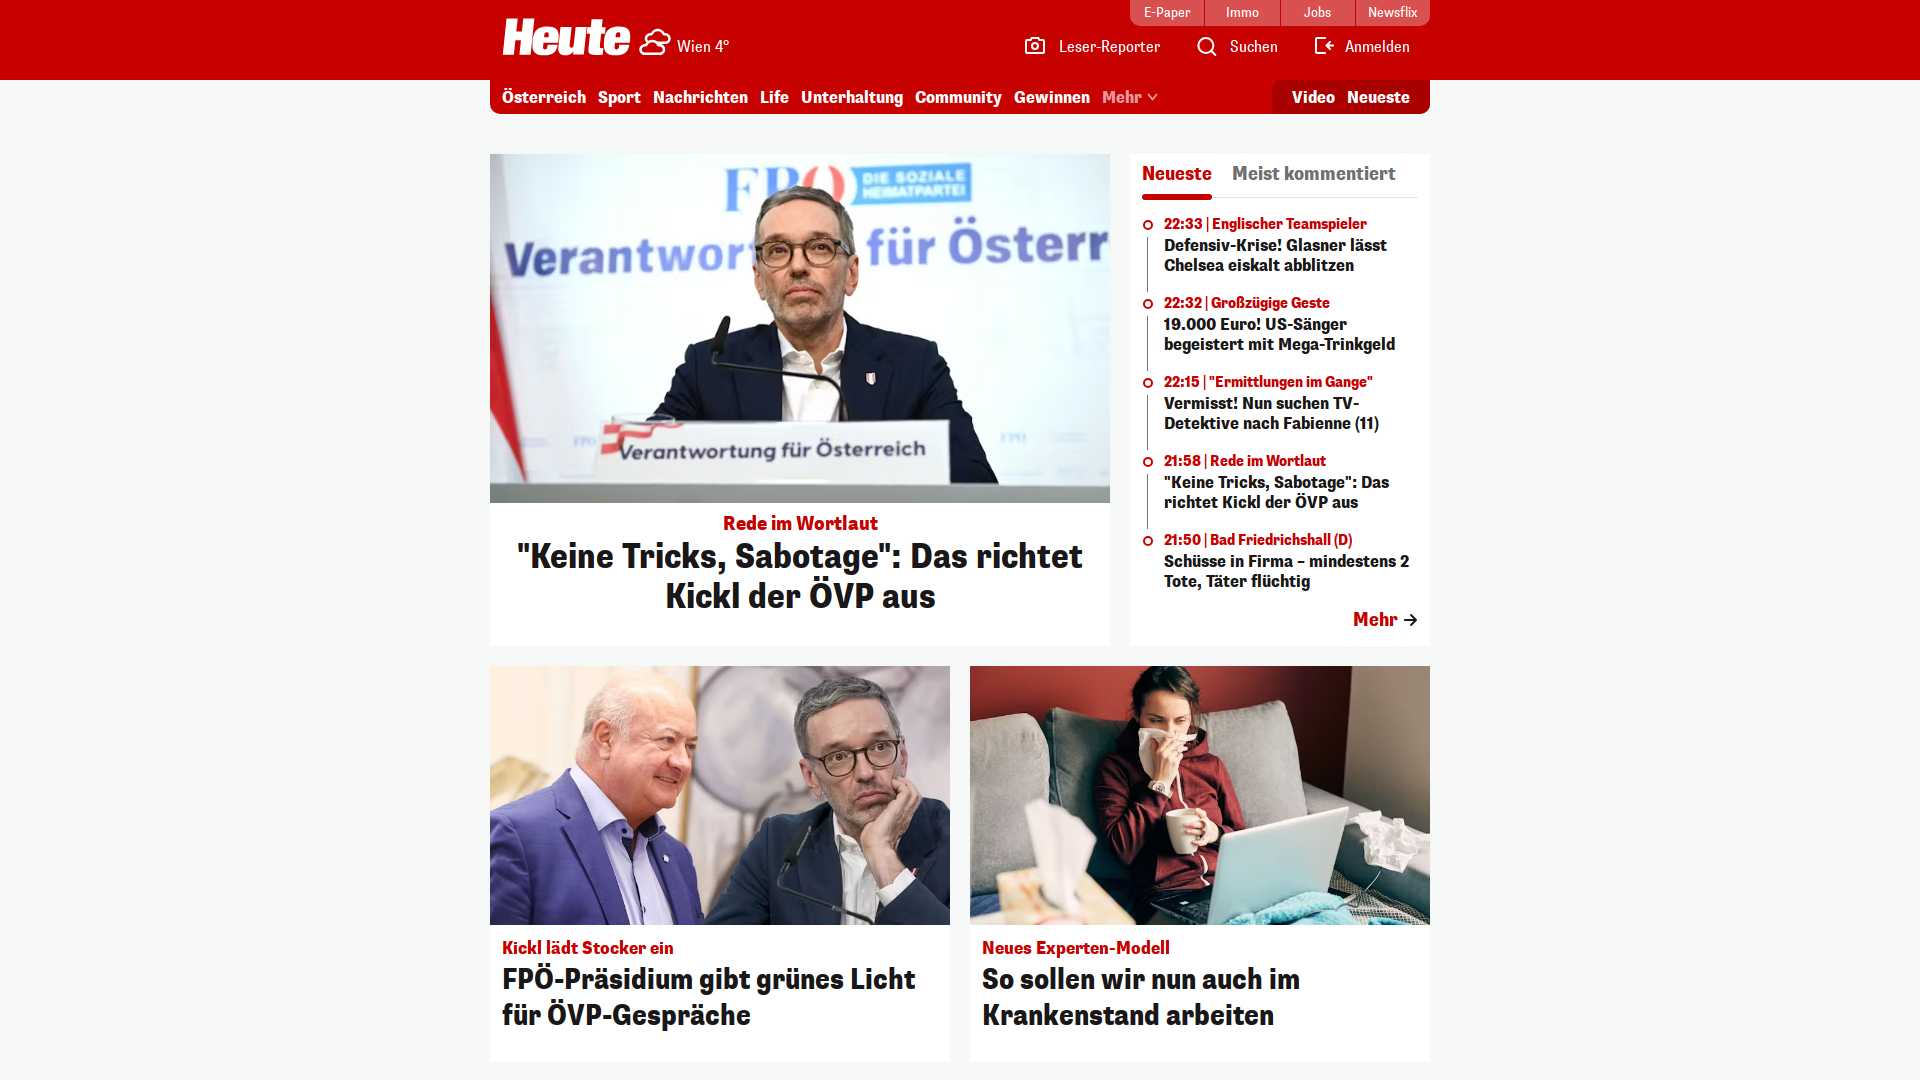 E-Paper
Immo
Jobs
Newsflix
Heute
Wien 4°
Leser-Reporter
Suchen
Anmelden
Österreich
Sport
Nachrichten
Life
Unterhaltung
Community
Gewinnen
Mehr
Video
Neueste
FPÖ DIE SOZIALE
HEIMATPARTEI
Verantwor für Österr
FPÖ
FPÖ
Verantwortung für Österreich
Rede im Wortlaut
"Keine Tricks, Sabotage": Das richtet
Kickl der ÖVP aus
Neueste
Meist kommentiert
22:33 | Englischer Teamspieler
Defensiv-Krise! Glasner lässt
Chelsea eiskalt abblitzen
22:32 | Großzügige Geste
19.000 Euro! US-Sänger
begeistert mit Mega-Trinkgeld
22:15 | "Ermittlungen im Gange"
Vermisst! Nun suchen TV-
Detektive nach Fabienne (11)
21:58 | Rede im Wortlaut
"Keine Tricks, Sabotage": Das
richtet Kickl der ÖVP aus
21:50 | Bad Friedrichshall (D)
Schüsse in Firma – mindestens 2
Tote, Täter flüchtig
Mehr
Kickl lädt Stocker ein
FPÖ-Präsidium gibt grünes Licht
für ÖVP-Gespräche
Neues Experten-Modell
So sollen wir nun auch im
Krankenstand arbeiten